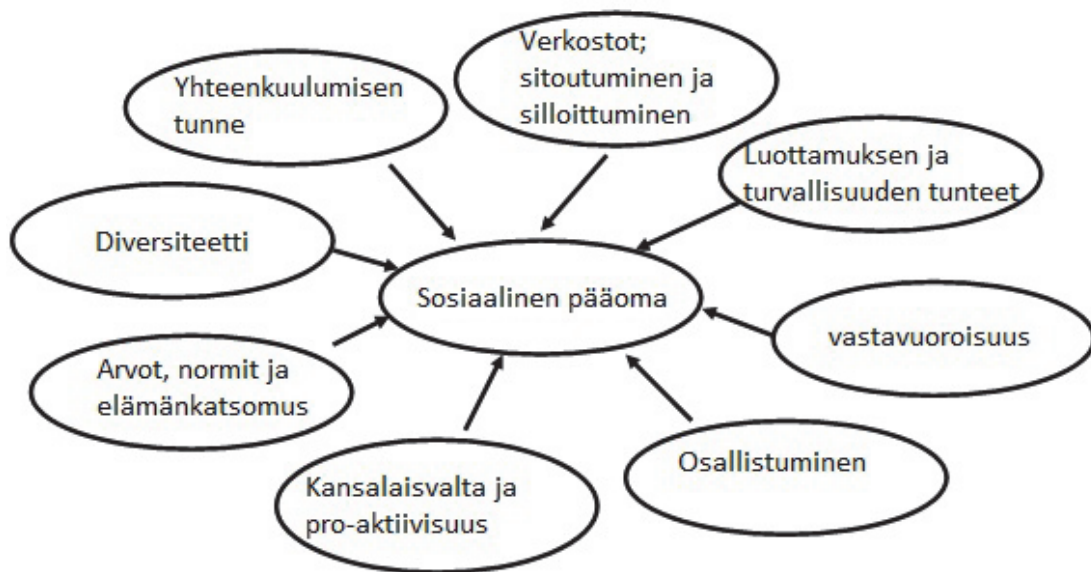 Verkostot;
sitoutuminen ja
silloittuminen
Yhteenkuulumisen
tunne
Luottamuksen ja
turvallisuuden tunteet
Diversiteetti
Sosiaalinen pääoma
vastavuoroisuus
Arvot, normit ja
elämänkatsomus
Osallistuminen
Kansalaisvalta ja
pro-aktiivisuus